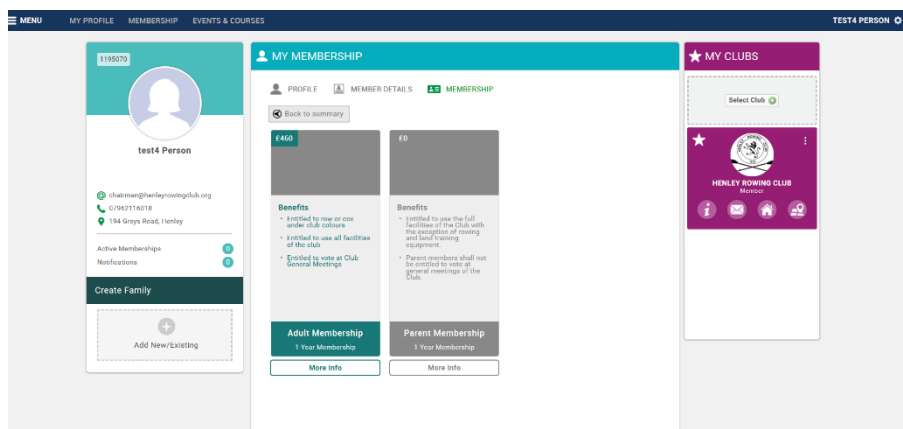 MENU MY PROFILE MEMBERSHIP EVENTS & COURSES TEST4 PERSON
1195070
test4 Person
chairman@henleyrowingclub.org
07962116018
194 Greys Road, Henley
Active Memberships 0
Notifications 0
Create Family
Add New/Existing
MY MEMBERSHIP
PROFILE MEMBER DETAILS MEMBERSHIP
Back to summary
£460
Benefits
• Entitled to row or cox
under club colours
• Entitled to use all facilities
of the club
• Entitled to vote at Club
General Meetings
Adult Membership
1 Year Membership
More Info
£0
Benefits
• Entitled to use the full
facilities of the Club with
the exception of rowing
and land training
equipment.
• Parent members shall not
be entitled to vote at
general meetings of the
Club.
Parent Membership
1 Year Membership
More Info
MY CLUBS
Select Club
HENLEY ROWING CLUB
Member